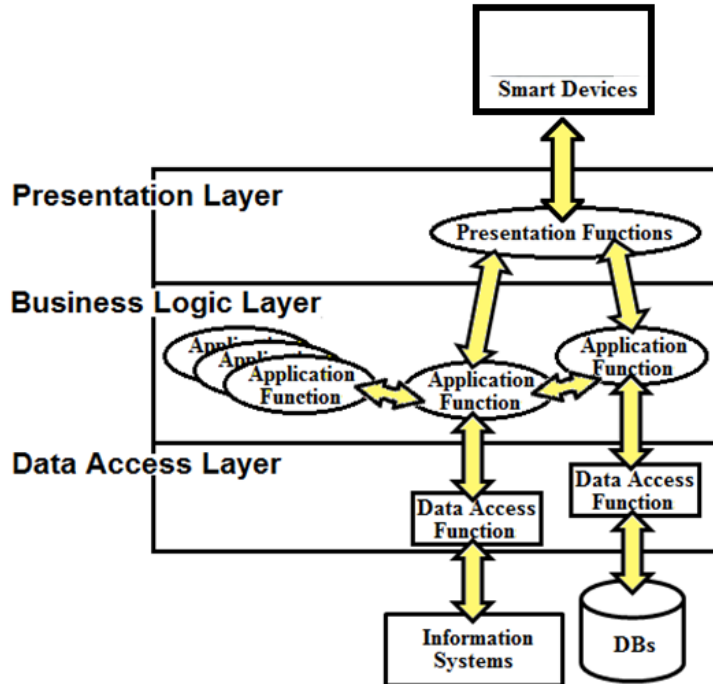 Smart Devices
Presentation Layer
Presentation Functions
Business Logic Layer
Application
Function
Application
Function
Application
Function
Data Access Layer
Data Access
Function
Data Access
Function
Information
Systems
DBs